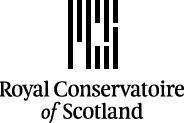 Royal Conservatoire
of Scotland